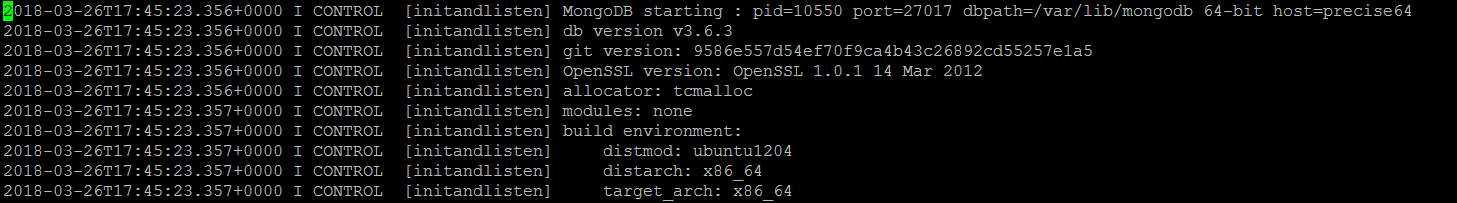 2018-03-26T17:45:23.356+0000 I CONTROL  [initandlisten] MongoDB starting : pid=10550 port=27017 dbpath=/var/lib/mongodb 64-bit host=precise64
2018-03-26T17:45:23.356+0000 I CONTROL  [initandlisten] db version v3.6.3
2018-03-26T17:45:23.356+0000 I CONTROL  [initandlisten] git version: 9586e557d54ef70f9ca4b43c26892cd55257e1a5
2018-03-26T17:45:23.356+0000 I CONTROL  [initandlisten] OpenSSL version: OpenSSL 1.0.1 14 Mar 2012
2018-03-26T17:45:23.356+0000 I CONTROL  [initandlisten] allocator: tcmalloc
2018-03-26T17:45:23.357+0000 I CONTROL  [initandlisten] modules: none
2018-03-26T17:45:23.357+0000 I CONTROL  [initandlisten] build environment:
2018-03-26T17:45:23.357+0000 I CONTROL  [initandlisten]     distmod: ubuntu1204
2018-03-26T17:45:23.357+0000 I CONTROL  [initandlisten]     distarch: x86_64
2018-03-26T17:45:23.357+0000 I CONTROL  [initandlisten]     target_arch: x86_64